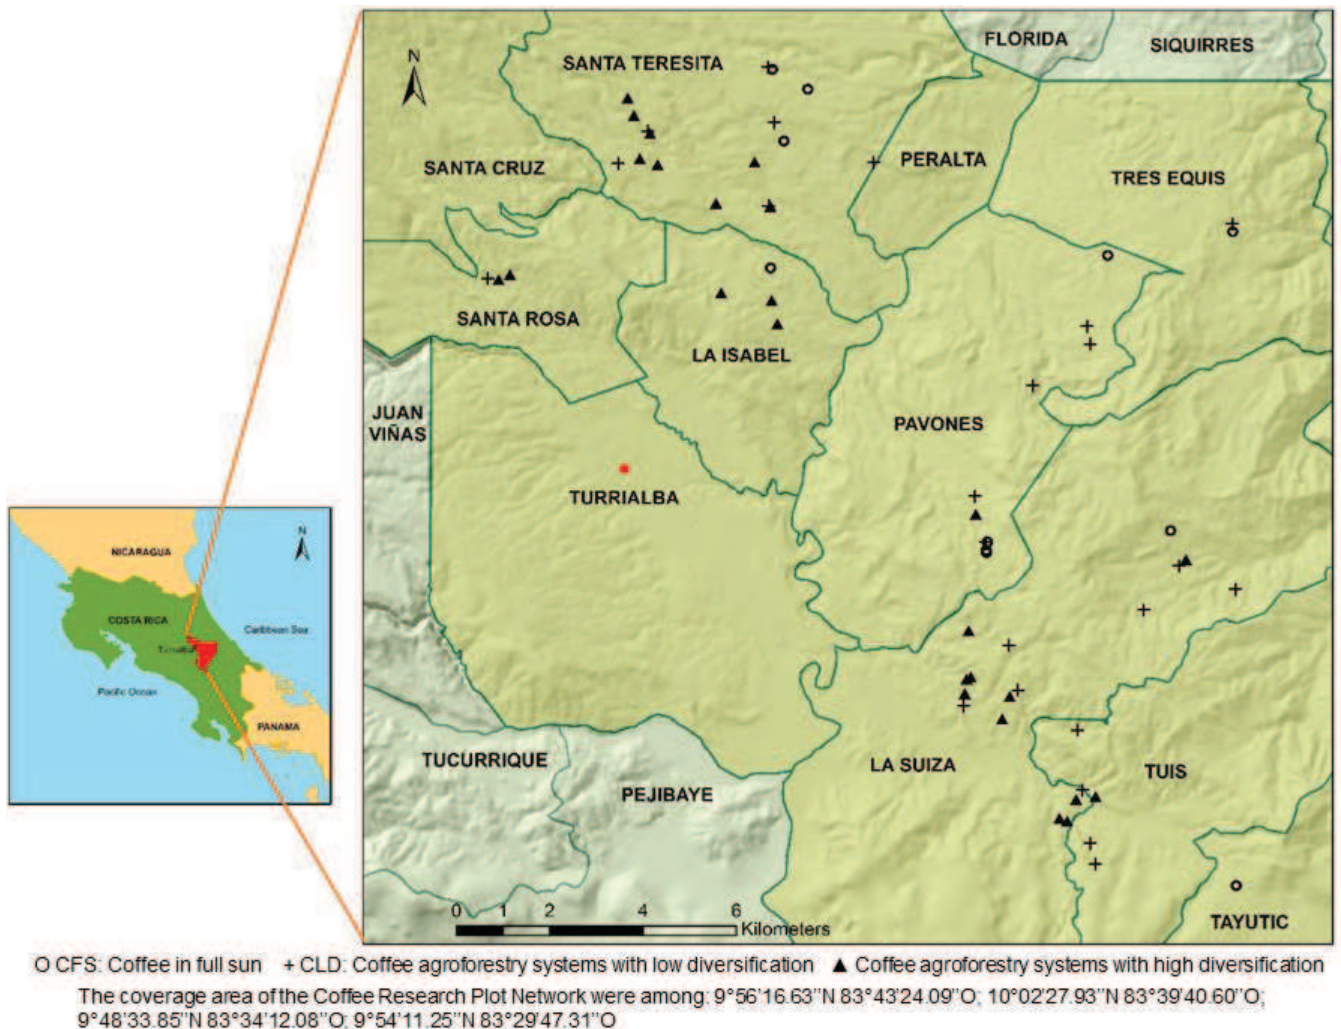 FLORIDA
SIQUIRRES
N
SANTA TERESITA
SANTA CRUZ
PERALTA
TRES EQUIS
SANTA ROSA
LA ISABEL
JUAN
VIÑAS
PAVONES
TURRIALBA
TUCURRIQUE
PEJIBAYE
LA SUIZA
TUIS
TAYUTIC
0 1 2 4 6
Kilometers
N
NICARAGUA
COSTA RICA
Caribbean Sea
Pacific Ocean
PANAMA
O CFS: Coffee in full sun + CLD: Coffee agroforestry systems with low diversification ▲ Coffee agroforestry systems with high diversification
The coverage area of the Coffee Research Plot Network were among: 9°56'16.63"N 83°43'24.09"O; 10°02'27.93"N 83°39'40.60"O;
9°48'33.85"N 83°34'12.08"O; 9°54'11.25"N 83°29'47.31"O